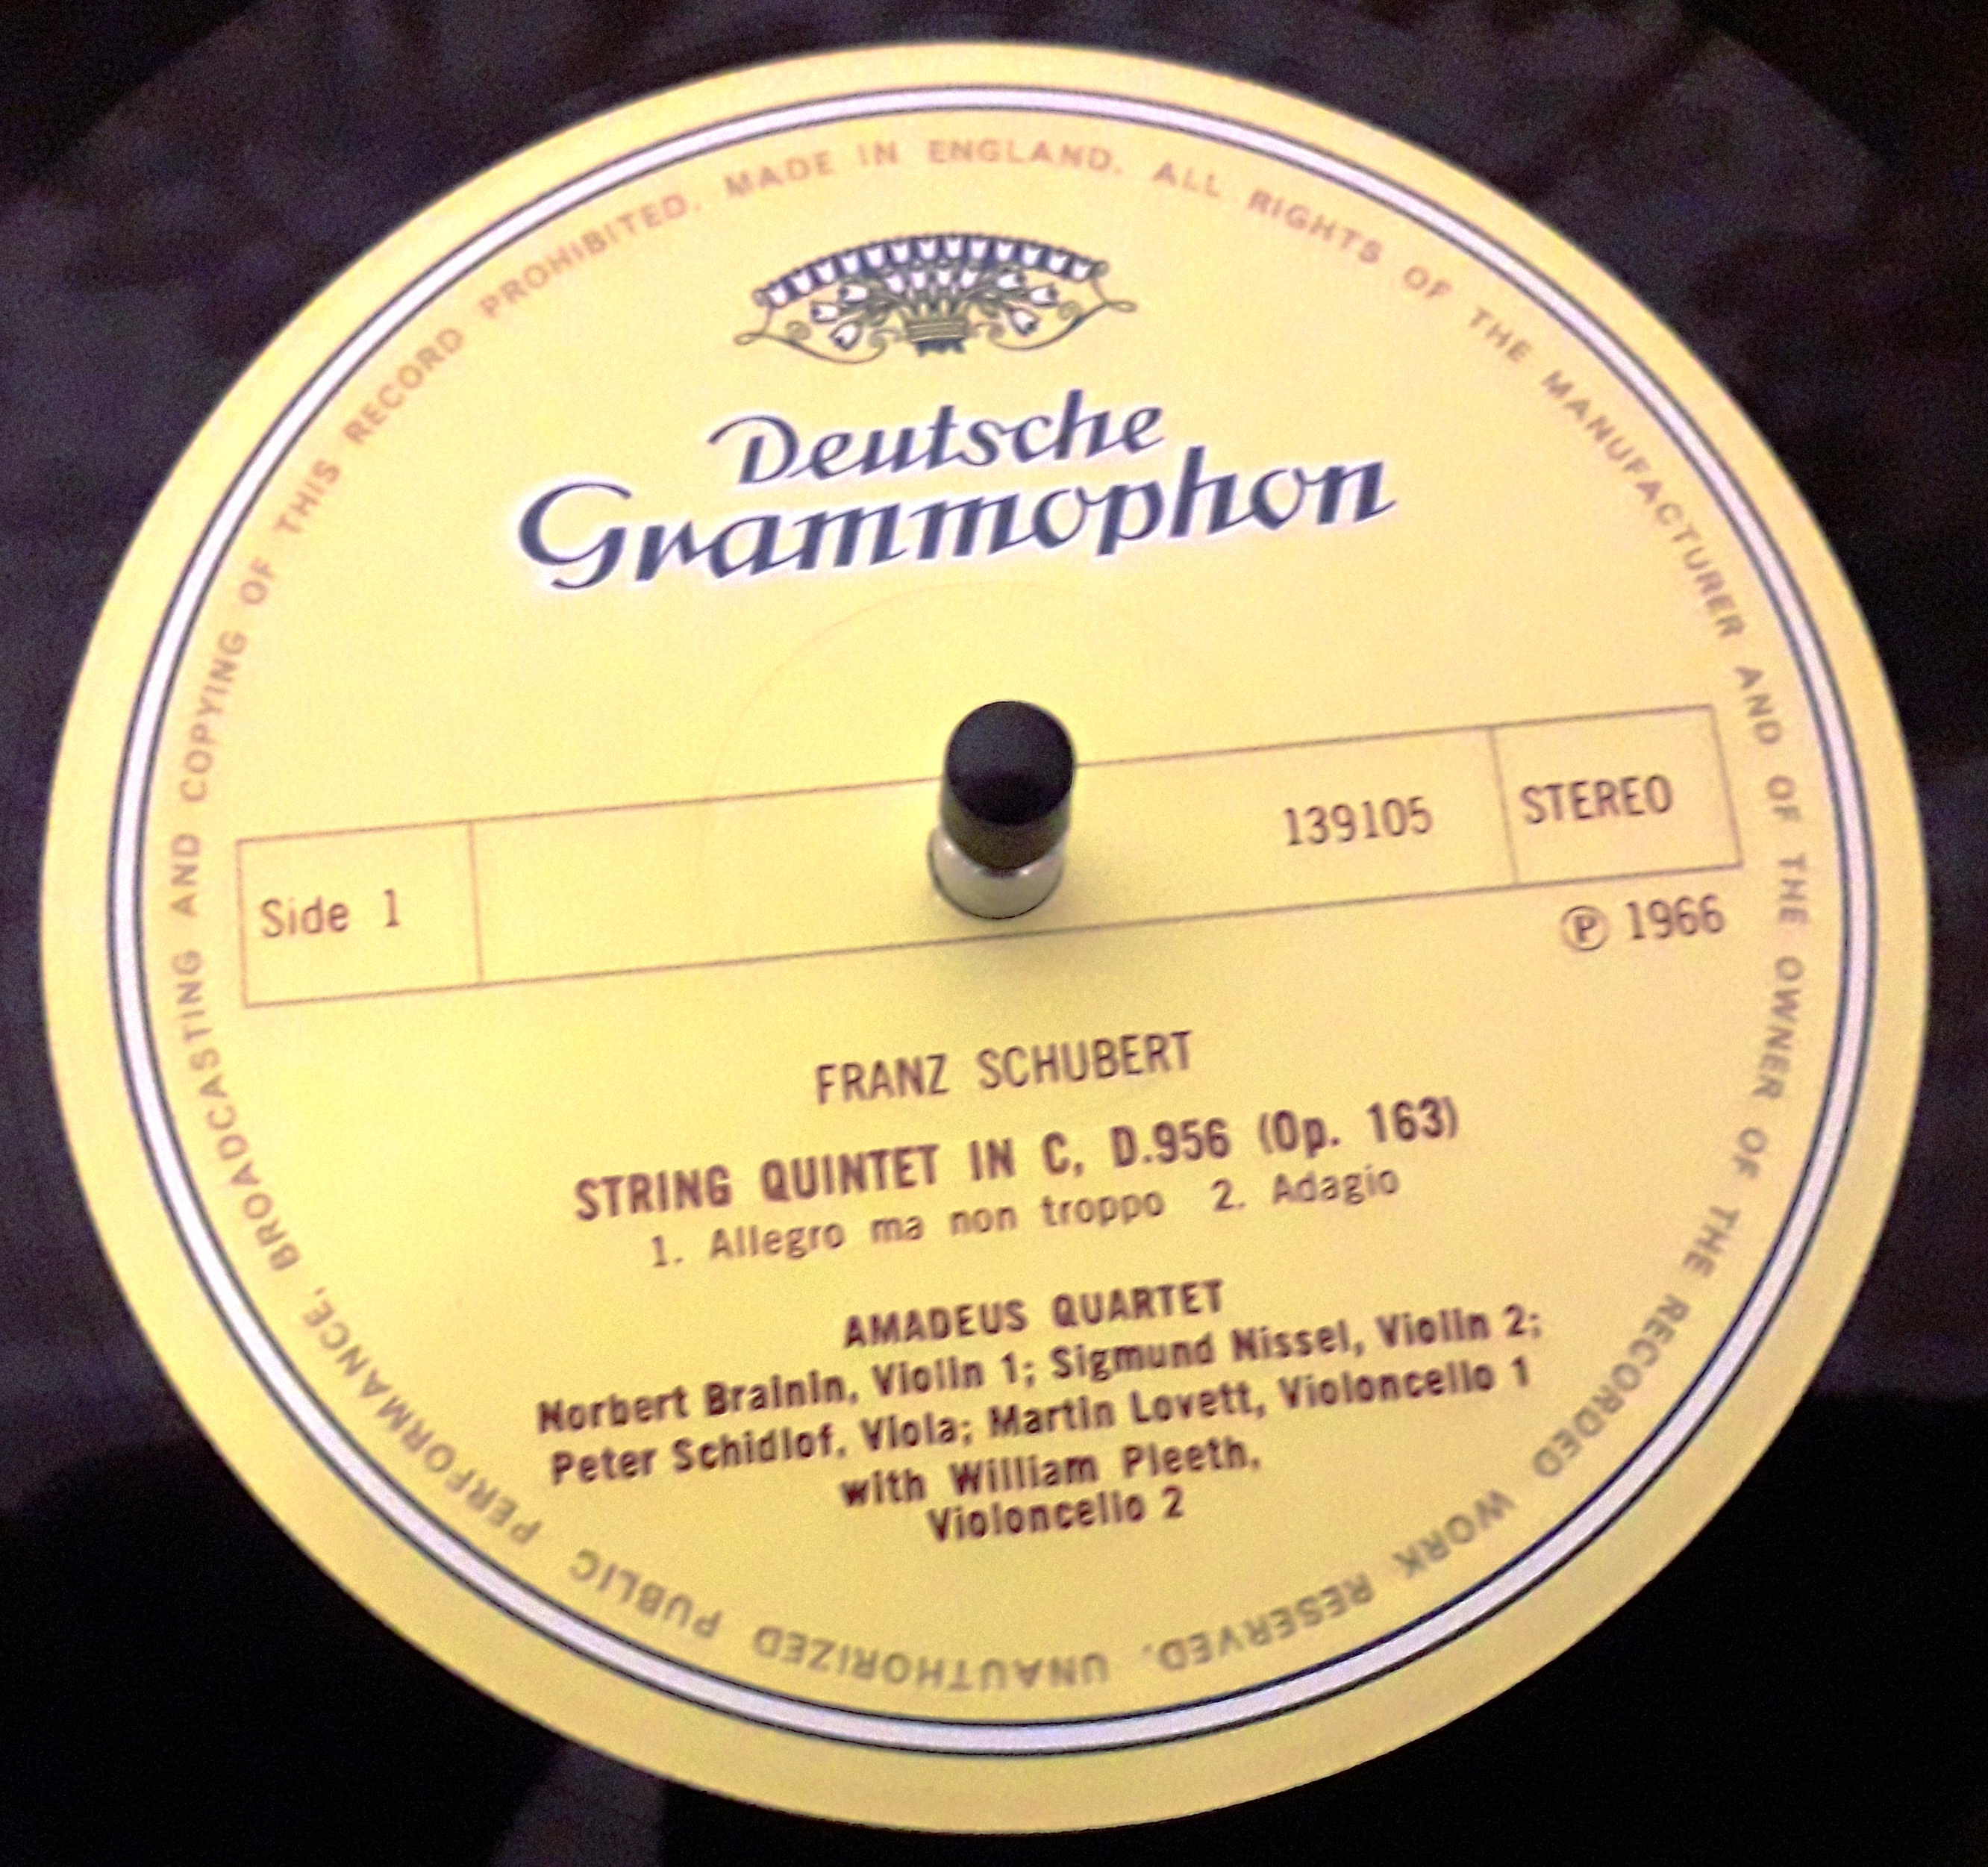 MADE IN ENGLAND. ALL RIGHTS OF THE MANUFACTURER AND OF THE OWNER OF THE RECORDED WORK RESERVED. UNAUTHORIZED PUBLIC PERFORMANCE, BROADCASTING AND COPYING OF THIS RECORD PROHIBITED.
Deutsche
Grammophon
Side 1 139105 STEREO
℗ 1966
FRANZ SCHUBERT
STRING QUINTET IN C, D.956 (Op. 163)
1. Allegro ma non troppo 2. Adagio
AMADEUS QUARTET
Norbert Brainin, Violin 1; Sigmund Nissel, Violin 2;
Peter Schidlof, Viola; Martin Lovett, Violoncello 1
with William Pleeth,
Violoncello 2